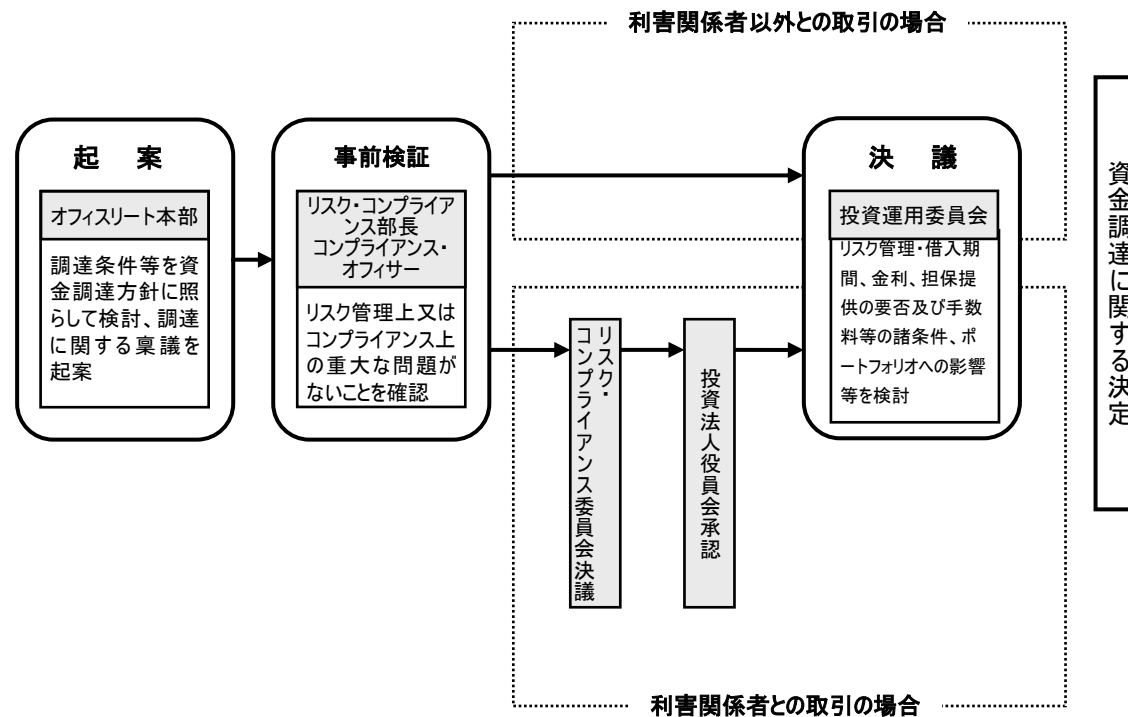 利害関係者以外との取引の場合
起 案
オフィスリート本部
調達条件等を資
金調達方針に照
らして検討、調達
に関する稟議を
起案
事前検証
リスク・コンプライア
ンス部長
コンプライアンス・
オフィサー
リスク管理上又は
コンプライアンス上
の重大な問題が
ないことを確認
リスク・
コンプライアンス委員会決議
投資法人役員会承認
決 議
投資運用委員会
リスク管理・借入期
間、金利、担保提
供の要否及び手数
料等の諸条件、ポ
ートフォリオへの影響
等を検討
資金調達に関する決定
利害関係者との取引の場合